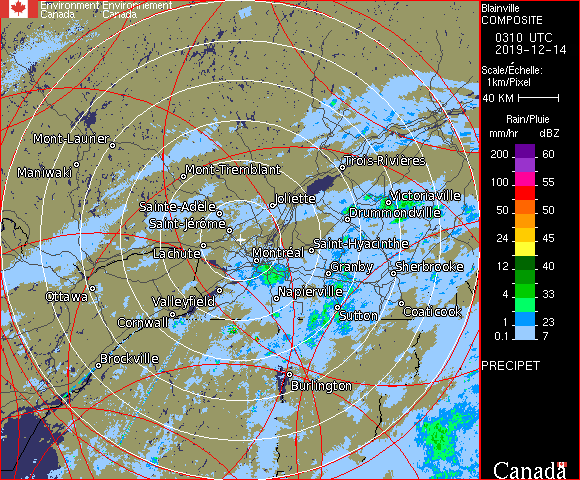 Environment Environnement
Canada Canada
Blainville
COMPOSITE
0310 UTC
2019-12-14
Scale/Échelle:
1km/Pixel
40 KM
Rain/Pluie
mm/hr dBZ
200 60
100 55
50 50
24 45
12 40
4 33
1 23
0.1 7
PRECIPET
Canada
Mont-Laurier
Maniwaki
Mont-Tremblant
Trois-Rivières
Joliette
Victoriaville
Sainte-Adèle
Drummondville
Saint-Jérôme
Saint-Hyacinthe
Lachute
Montréal
Granby
Sherbrooke
Ottawa
Valleyfield
Napierville
Coaticook
Cornwall
Sutton
Brockville
Burlington